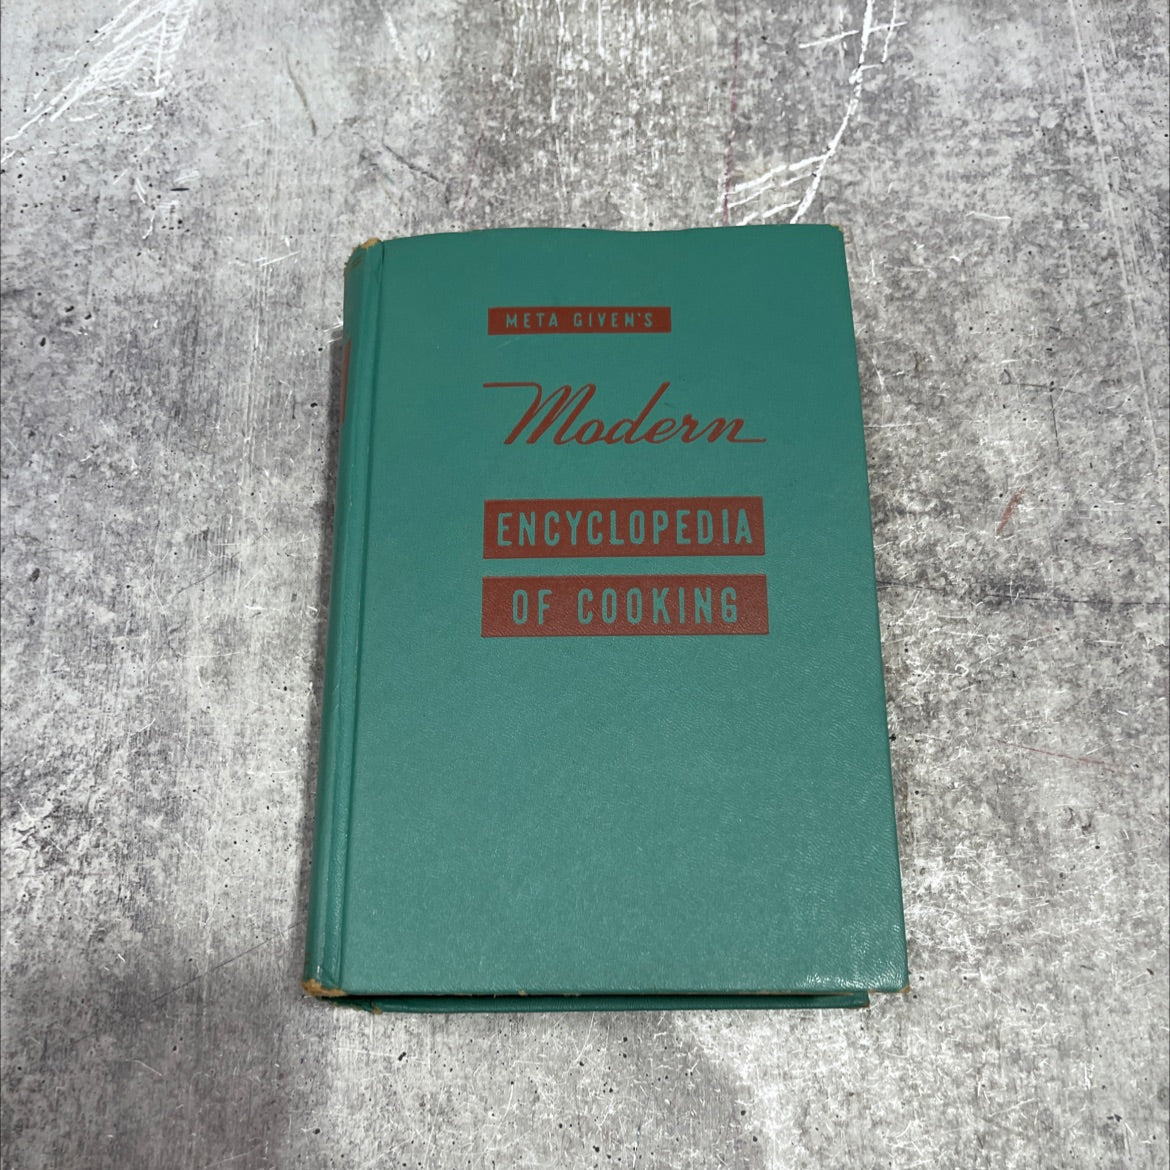 META GIVEN'S
Modern
ENCYCLOPEDIA
OF COOKING